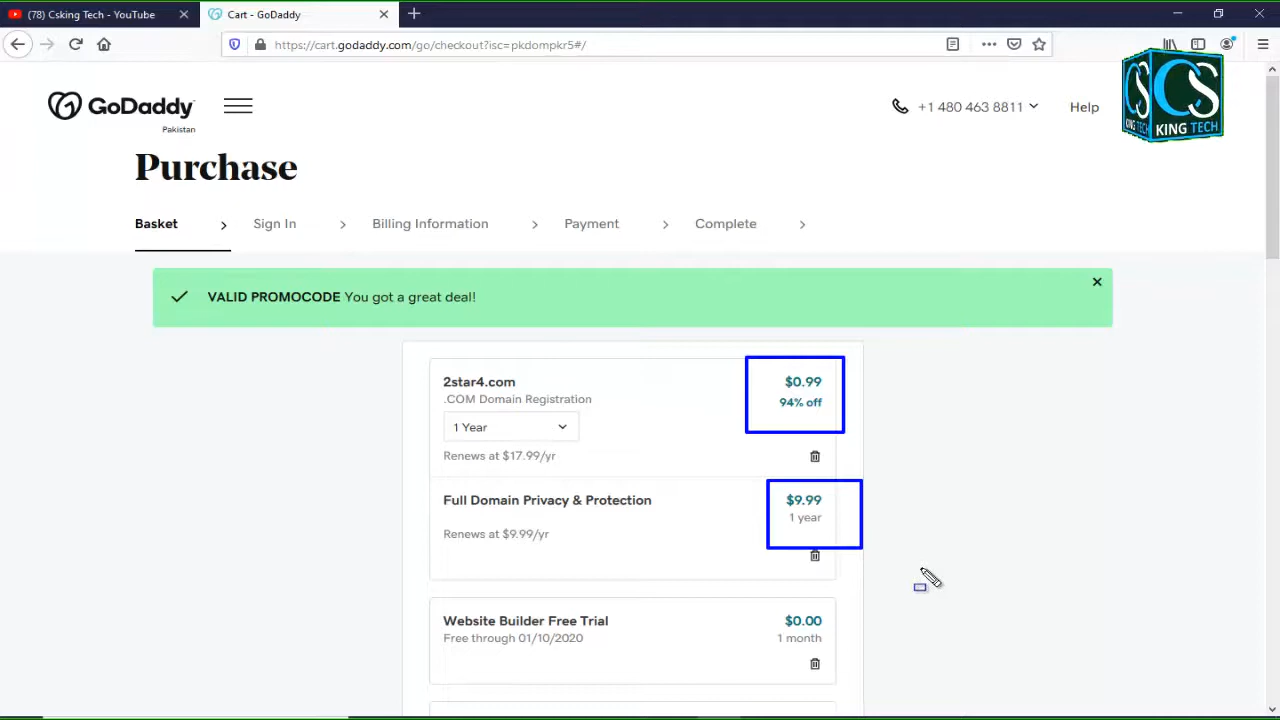 (78) Csking Tech - YouTube
Cart - GoDaddy
https://cart.godaddy.com/go/checkout?isc=pkdompkr5#/
GoDaddy
Pakistan
+1 480 463 8811
Help
CS
KING TECH
KING TECH
Purchase
Basket
Sign In
Billing Information
Payment
Complete
VALID PROMOCODE You got a great deal!
2star4.com
$0.99
.COM Domain Registration
94% off
1 Year
Renews at $17.99/yr
Full Domain Privacy & Protection
$9.99
1 year
Renews at $9.99/yr
Website Builder Free Trial
$0.00
Free through 01/10/2020
1 month